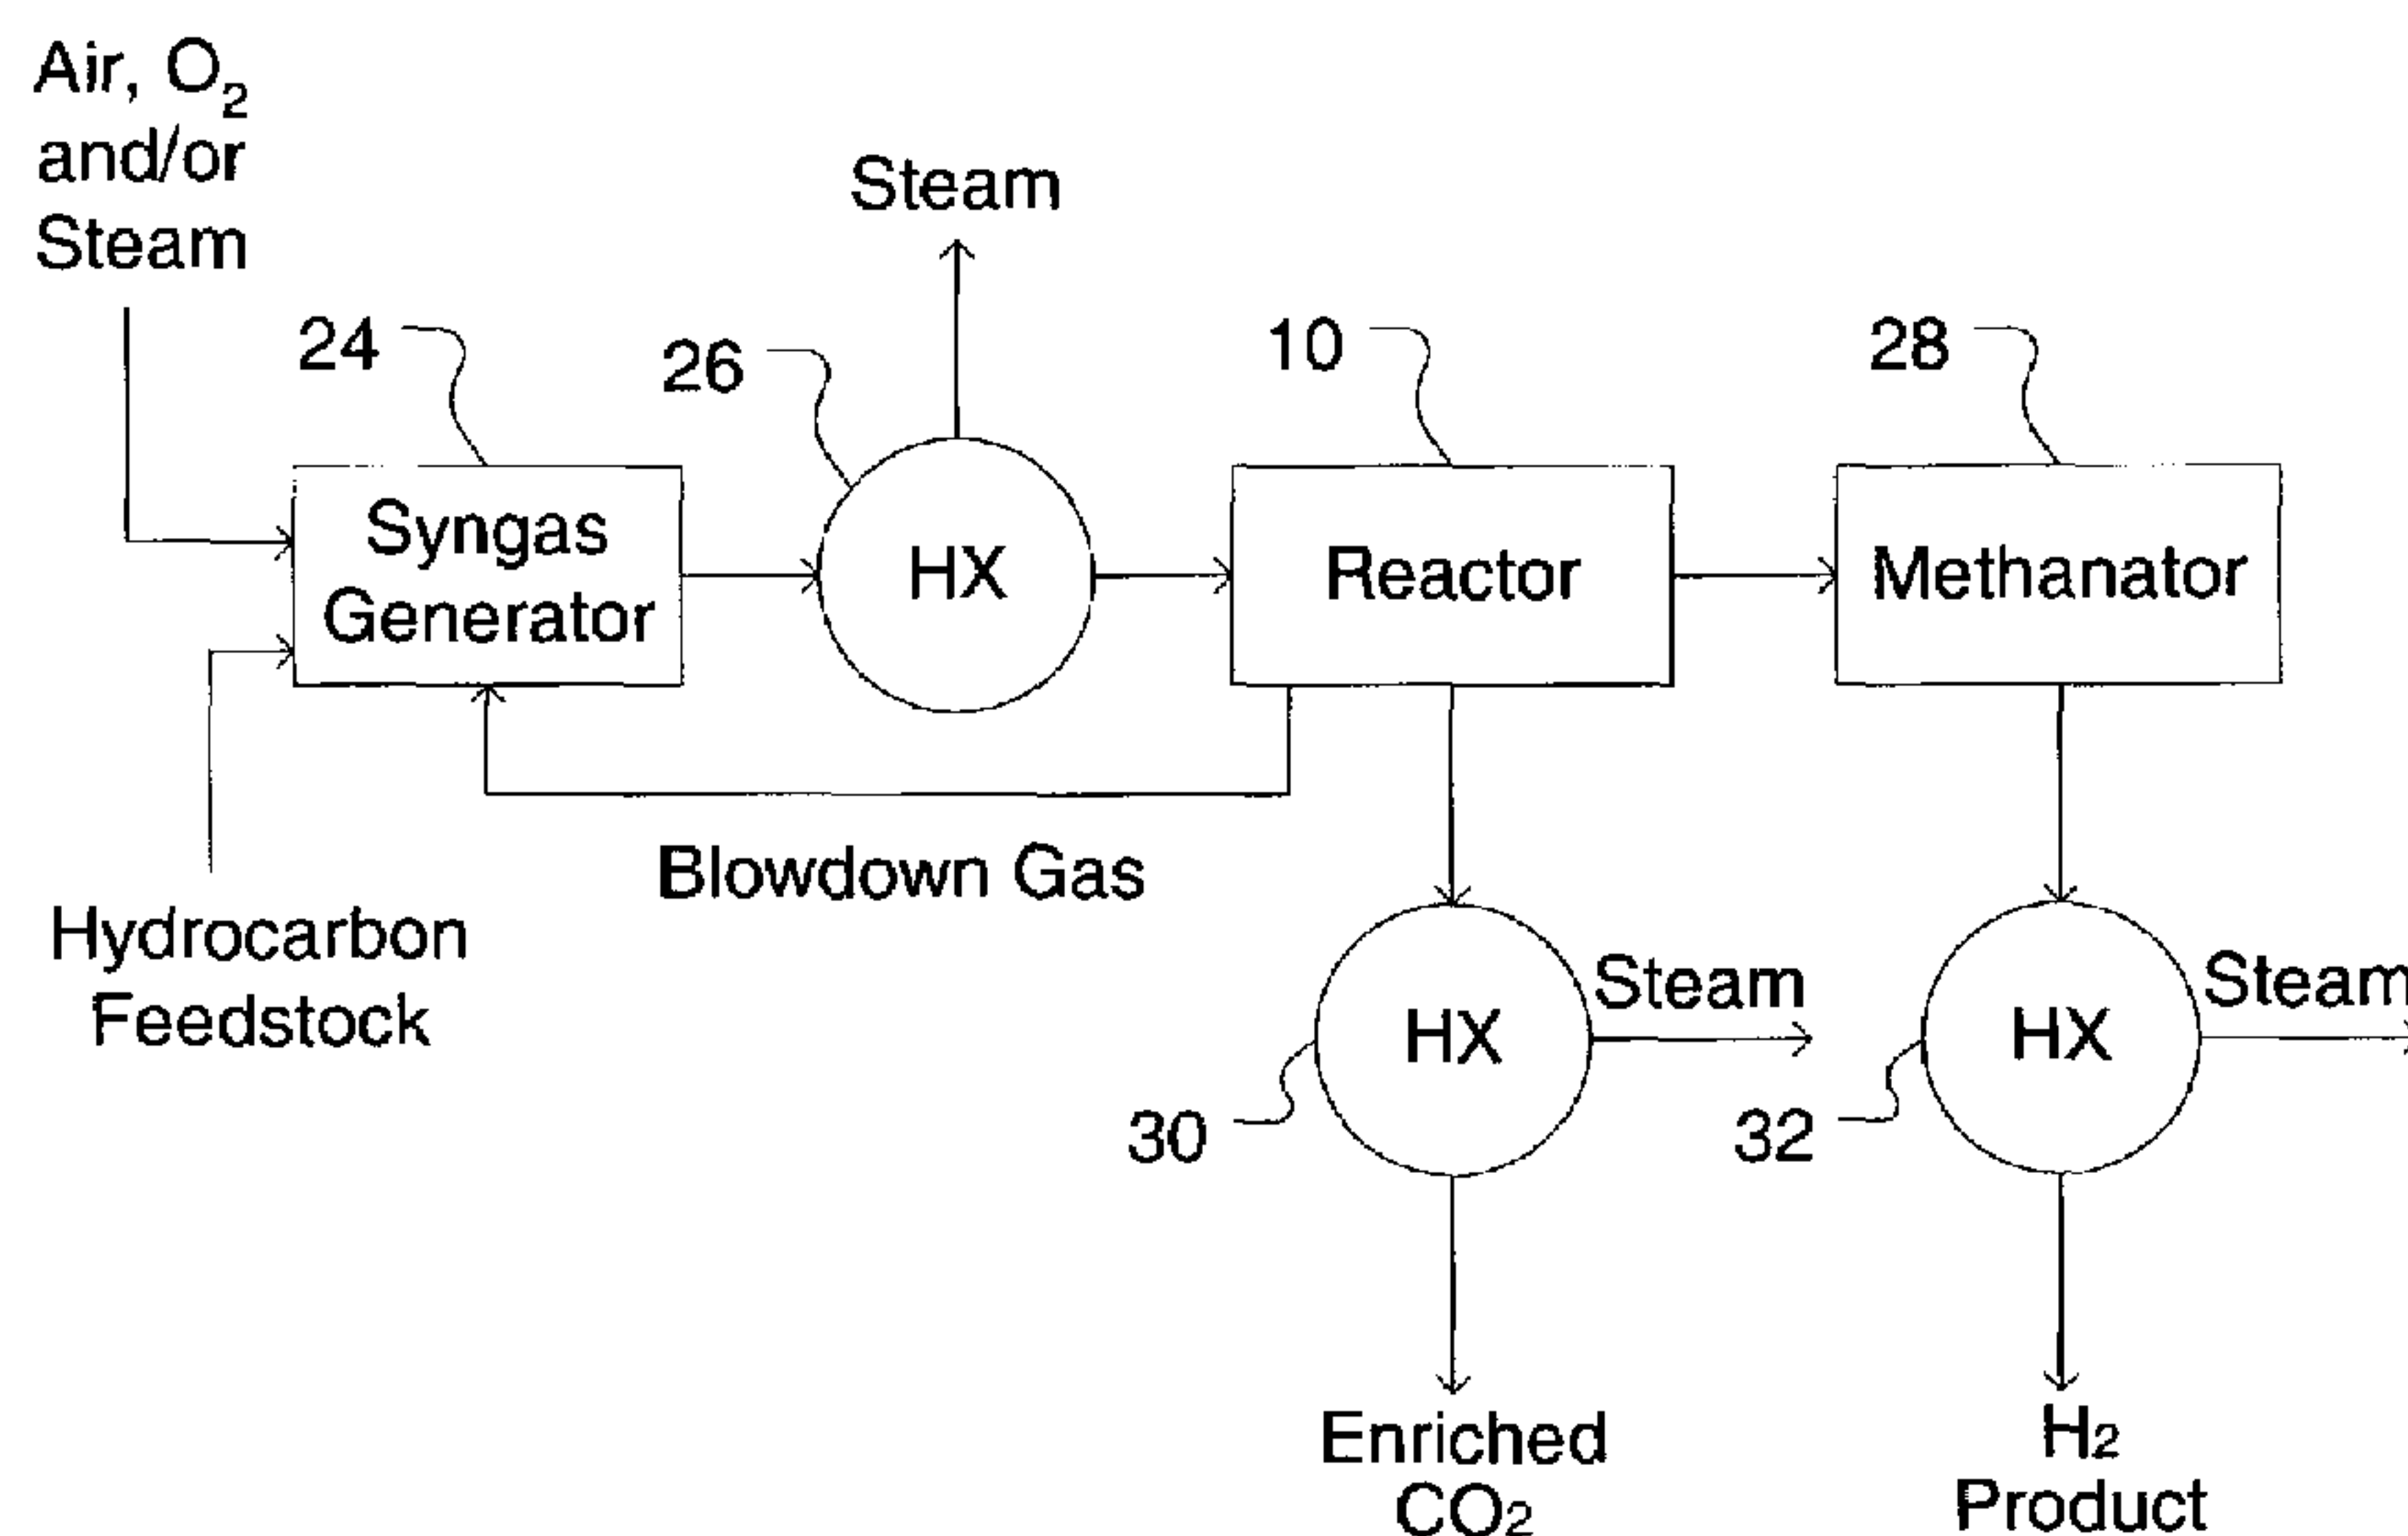 Air, O₂
and/or
Steam
Steam
24
26
10
28
Syngas
Generator
HX
Reactor
Methanator
Blowdown Gas
Hydrocarbon
Feedstock
HX
Steam
HX
Steam
30
32
Enriched
CO₂
H₂
Product